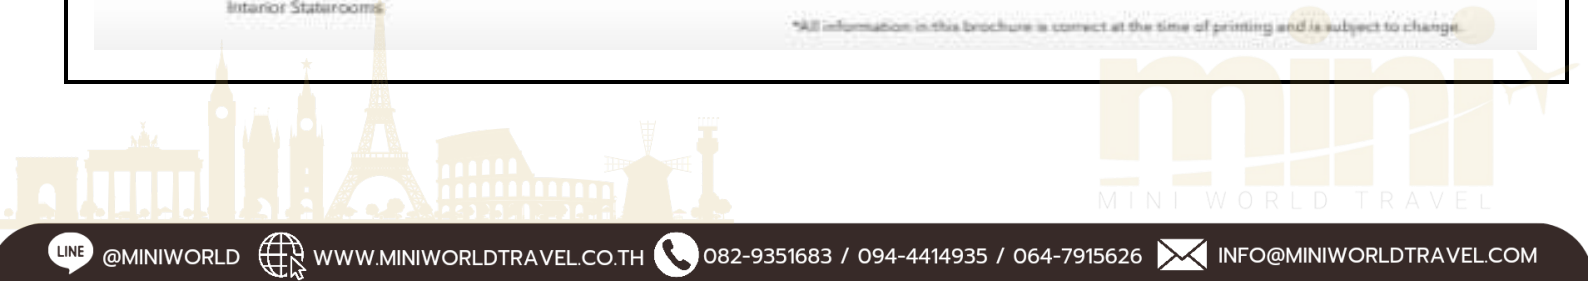 Interior Staterooms
*All information in this brochure is correct at the time of printing and is subject to change.
mini
MINI WORLD TRAVEL
LINE @MINIWORLD WWW.MINIWORLDTRAVEL.CO.TH 082-9351683 / 094-4414935 / 064-7915626 INFO@MINIWORLDTRAVEL.COM